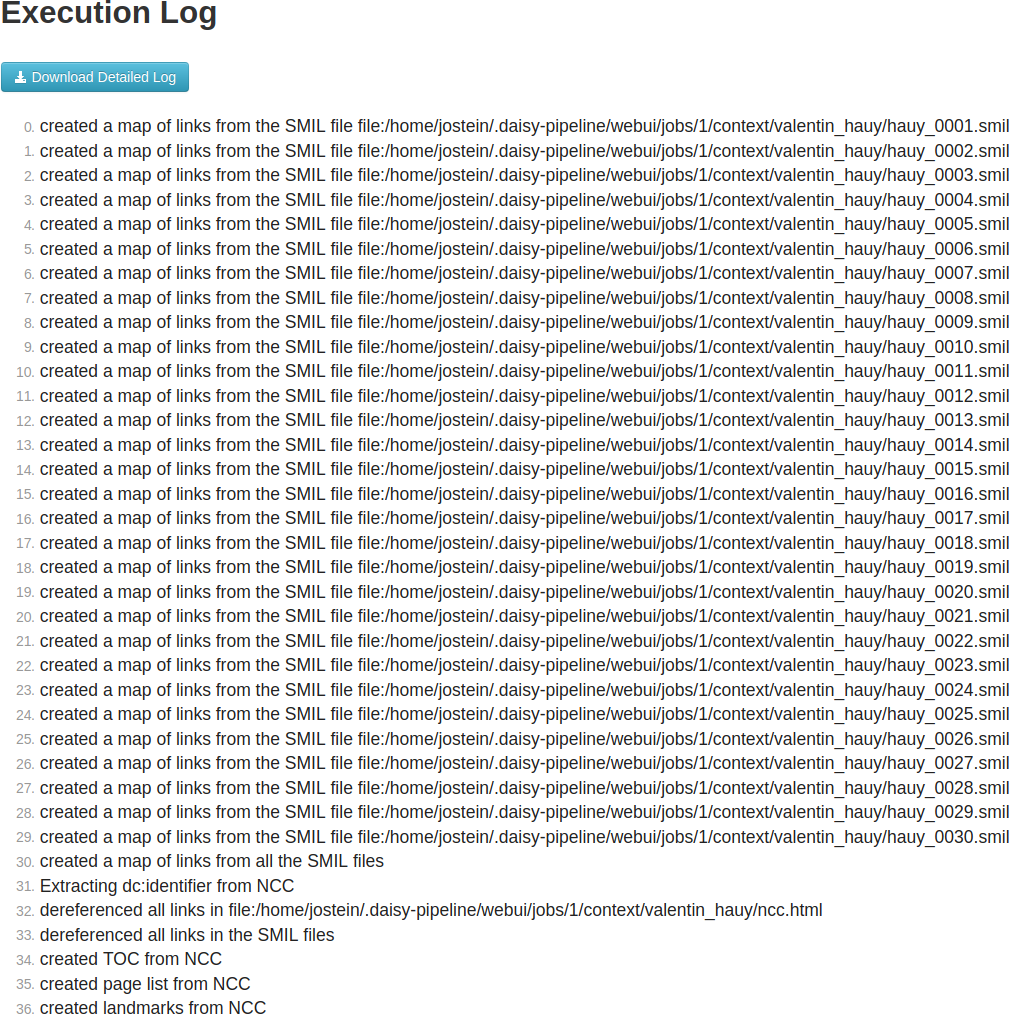 Execution Log
Download Detailed Log
0. created a map of links from the SMIL file file:/home/jostein/.daisy-pipeline/webui/jobs/1/context/valentin_hauy/hauy_0001.smil
1. created a map of links from the SMIL file file:/home/jostein/.daisy-pipeline/webui/jobs/1/context/valentin_hauy/hauy_0002.smil
2. created a map of links from the SMIL file file:/home/jostein/.daisy-pipeline/webui/jobs/1/context/valentin_hauy/hauy_0003.smil
3. created a map of links from the SMIL file file:/home/jostein/.daisy-pipeline/webui/jobs/1/context/valentin_hauy/hauy_0004.smil
4. created a map of links from the SMIL file file:/home/jostein/.daisy-pipeline/webui/jobs/1/context/valentin_hauy/hauy_0005.smil
5. created a map of links from the SMIL file file:/home/jostein/.daisy-pipeline/webui/jobs/1/context/valentin_hauy/hauy_0006.smil
6. created a map of links from the SMIL file file:/home/jostein/.daisy-pipeline/webui/jobs/1/context/valentin_hauy/hauy_0007.smil
7. created a map of links from the SMIL file file:/home/jostein/.daisy-pipeline/webui/jobs/1/context/valentin_hauy/hauy_0008.smil
8. created a map of links from the SMIL file file:/home/jostein/.daisy-pipeline/webui/jobs/1/context/valentin_hauy/hauy_0009.smil
9. created a map of links from the SMIL file file:/home/jostein/.daisy-pipeline/webui/jobs/1/context/valentin_hauy/hauy_0010.smil
10. created a map of links from the SMIL file file:/home/jostein/.daisy-pipeline/webui/jobs/1/context/valentin_hauy/hauy_0011.smil
11. created a map of links from the SMIL file file:/home/jostein/.daisy-pipeline/webui/jobs/1/context/valentin_hauy/hauy_0012.smil
12. created a map of links from the SMIL file file:/home/jostein/.daisy-pipeline/webui/jobs/1/context/valentin_hauy/hauy_0013.smil
13. created a map of links from the SMIL file file:/home/jostein/.daisy-pipeline/webui/jobs/1/context/valentin_hauy/hauy_0014.smil
14. created a map of links from the SMIL file file:/home/jostein/.daisy-pipeline/webui/jobs/1/context/valentin_hauy/hauy_0015.smil
15. created a map of links from the SMIL file file:/home/jostein/.daisy-pipeline/webui/jobs/1/context/valentin_hauy/hauy_0016.smil
16. created a map of links from the SMIL file file:/home/jostein/.daisy-pipeline/webui/jobs/1/context/valentin_hauy/hauy_0017.smil
17. created a map of links from the SMIL file file:/home/jostein/.daisy-pipeline/webui/jobs/1/context/valentin_hauy/hauy_0018.smil
18. created a map of links from the SMIL file file:/home/jostein/.daisy-pipeline/webui/jobs/1/context/valentin_hauy/hauy_0019.smil
19. created a map of links from the SMIL file file:/home/jostein/.daisy-pipeline/webui/jobs/1/context/valentin_hauy/hauy_0020.smil
20. created a map of links from the SMIL file file:/home/jostein/.daisy-pipeline/webui/jobs/1/context/valentin_hauy/hauy_0021.smil
21. created a map of links from the SMIL file file:/home/jostein/.daisy-pipeline/webui/jobs/1/context/valentin_hauy/hauy_0022.smil
22. created a map of links from the SMIL file file:/home/jostein/.daisy-pipeline/webui/jobs/1/context/valentin_hauy/hauy_0023.smil
23. created a map of links from the SMIL file file:/home/jostein/.daisy-pipeline/webui/jobs/1/context/valentin_hauy/hauy_0024.smil
24. created a map of links from the SMIL file file:/home/jostein/.daisy-pipeline/webui/jobs/1/context/valentin_hauy/hauy_0025.smil
25. created a map of links from the SMIL file file:/home/jostein/.daisy-pipeline/webui/jobs/1/context/valentin_hauy/hauy_0026.smil
26. created a map of links from the SMIL file file:/home/jostein/.daisy-pipeline/webui/jobs/1/context/valentin_hauy/hauy_0027.smil
27. created a map of links from the SMIL file file:/home/jostein/.daisy-pipeline/webui/jobs/1/context/valentin_hauy/hauy_0028.smil
28. created a map of links from the SMIL file file:/home/jostein/.daisy-pipeline/webui/jobs/1/context/valentin_hauy/hauy_0029.smil
29. created a map of links from the SMIL file file:/home/jostein/.daisy-pipeline/webui/jobs/1/context/valentin_hauy/hauy_0030.smil
30. created a map of links from all the SMIL files
31. Extracting dc:identifier from NCC
32. dereferenced all links in file:/home/jostein/.daisy-pipeline/webui/jobs/1/context/valentin_hauy/ncc.html
33. dereferenced all links in the SMIL files
34. created TOC from NCC
35. created page list from NCC
36. created landmarks from NCC